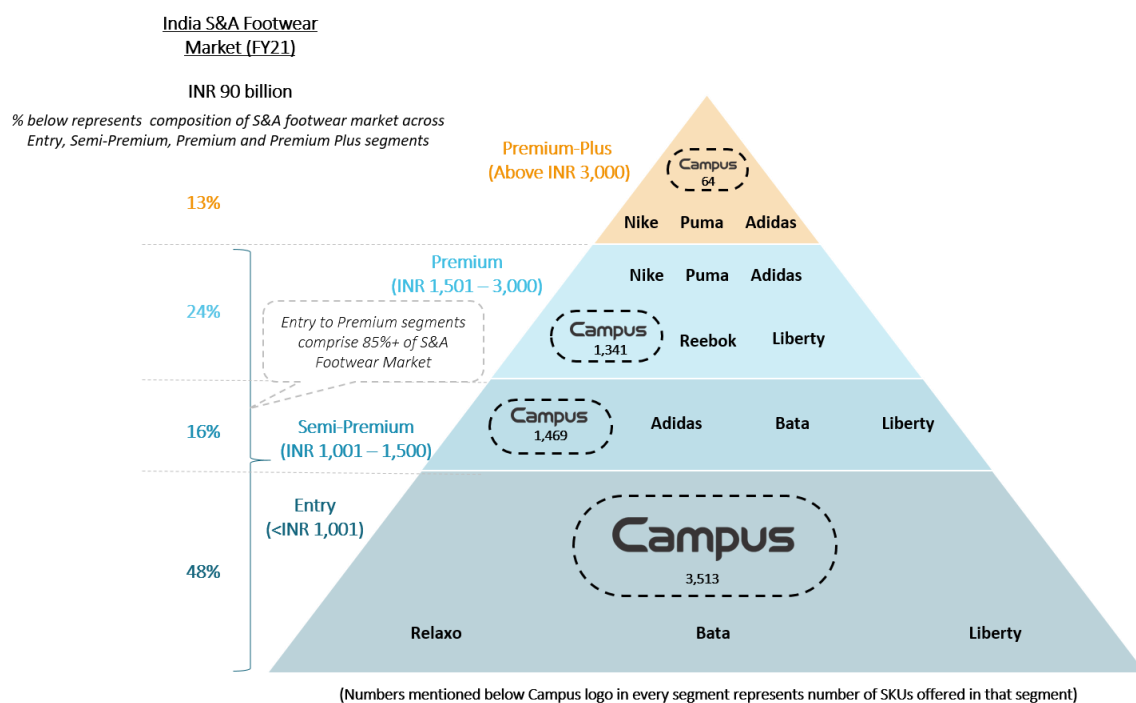 India S&A Footwear
Market (FY21)
INR 90 billion
% below represents composition of S&A footwear market across
Entry, Semi-Premium, Premium and Premium Plus segments
Premium-Plus
(Above INR 3,000)
13%
Campus
64
Nike Puma Adidas
Premium
(INR 1,501 – 3,000)
24%
Nike Puma Adidas
Campus
1,341
Reebok Liberty
Entry to Premium segments
comprise 85%+ of S&A
Footwear Market
16%
Semi-Premium
(INR 1,001 – 1,500)
Campus
1,469
Adidas Bata Liberty
Entry
(<INR 1,001)
48%
Campus
3,513
Relaxo Bata Liberty
(Numbers mentioned below Campus logo in every segment represents number of SKUs offered in that segment)